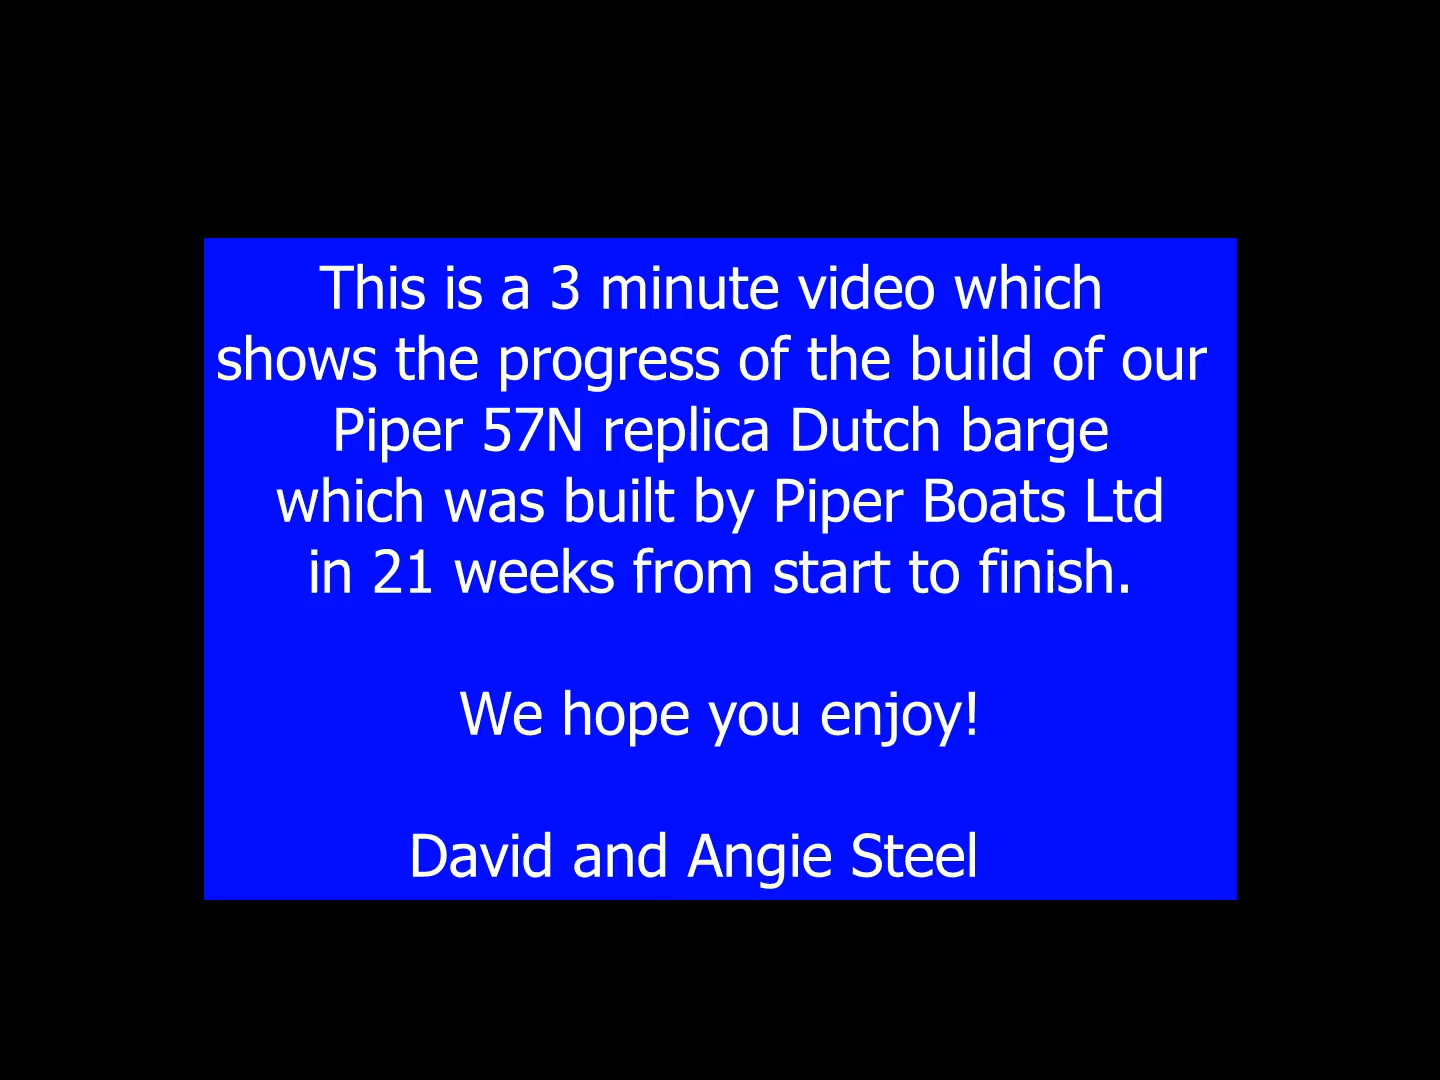 This is a 3 minute video which
shows the progress of the build of our
Piper 57N replica Dutch barge
which was built by Piper Boats Ltd
in 21 weeks from start to finish.
We hope you enjoy!
David and Angie Steel